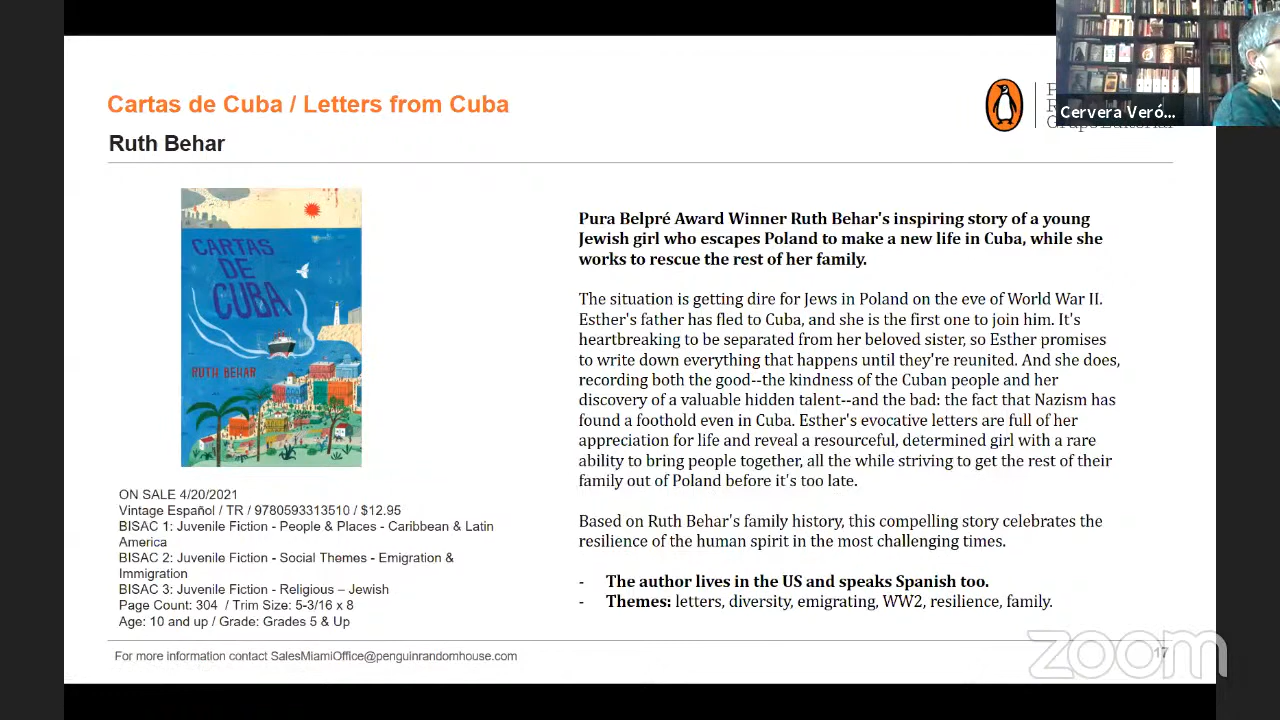 Cartas de Cuba / Letters from Cuba
Ruth Behar
Cervera Veró...
Grupo Editorial
CARTAS
DE
CUBA
RUTH BEHAR
Pura Belpré Award Winner Ruth Behar's inspiring story of a young
Jewish girl who escapes Poland to make a new life in Cuba, while she
works to rescue the rest of her family.
The situation is getting dire for Jews in Poland on the eve of World War II.
Esther's father has fled to Cuba, and she is the first one to join him. It's
heartbreaking to be separated from her beloved sister, so Esther promises
to write down everything that happens until they're reunited. And she does,
recording both the good--the kindness of the Cuban people and her
discovery of a valuable hidden talent--and the bad: the fact that Nazism has
found a foothold even in Cuba. Esther's evocative letters are full of her
appreciation for life and reveal a resourceful, determined girl with a rare
ability to bring people together, all the while striving to get the rest of their
family out of Poland before it's too late.
Based on Ruth Behar's family history, this compelling story celebrates the
resilience of the human spirit in the most challenging times.
- The author lives in the US and speaks Spanish too.
- Themes: letters, diversity, emigrating, WW2, resilience, family.
ON SALE 4/20/2021
Vintage Español / TR / 9780593313510 / $12.95
BISAC 1: Juvenile Fiction - People & Places - Caribbean & Latin
America
BISAC 2: Juvenile Fiction - Social Themes - Emigration &
Immigration
BISAC 3: Juvenile Fiction - Religious – Jewish
Page Count: 304 / Trim Size: 5-3/16 x 8
Age: 10 and up / Grade: Grades 5 & Up
For more information contact SalesMiamiOffice@penguinrandomhouse.com
17
zoom